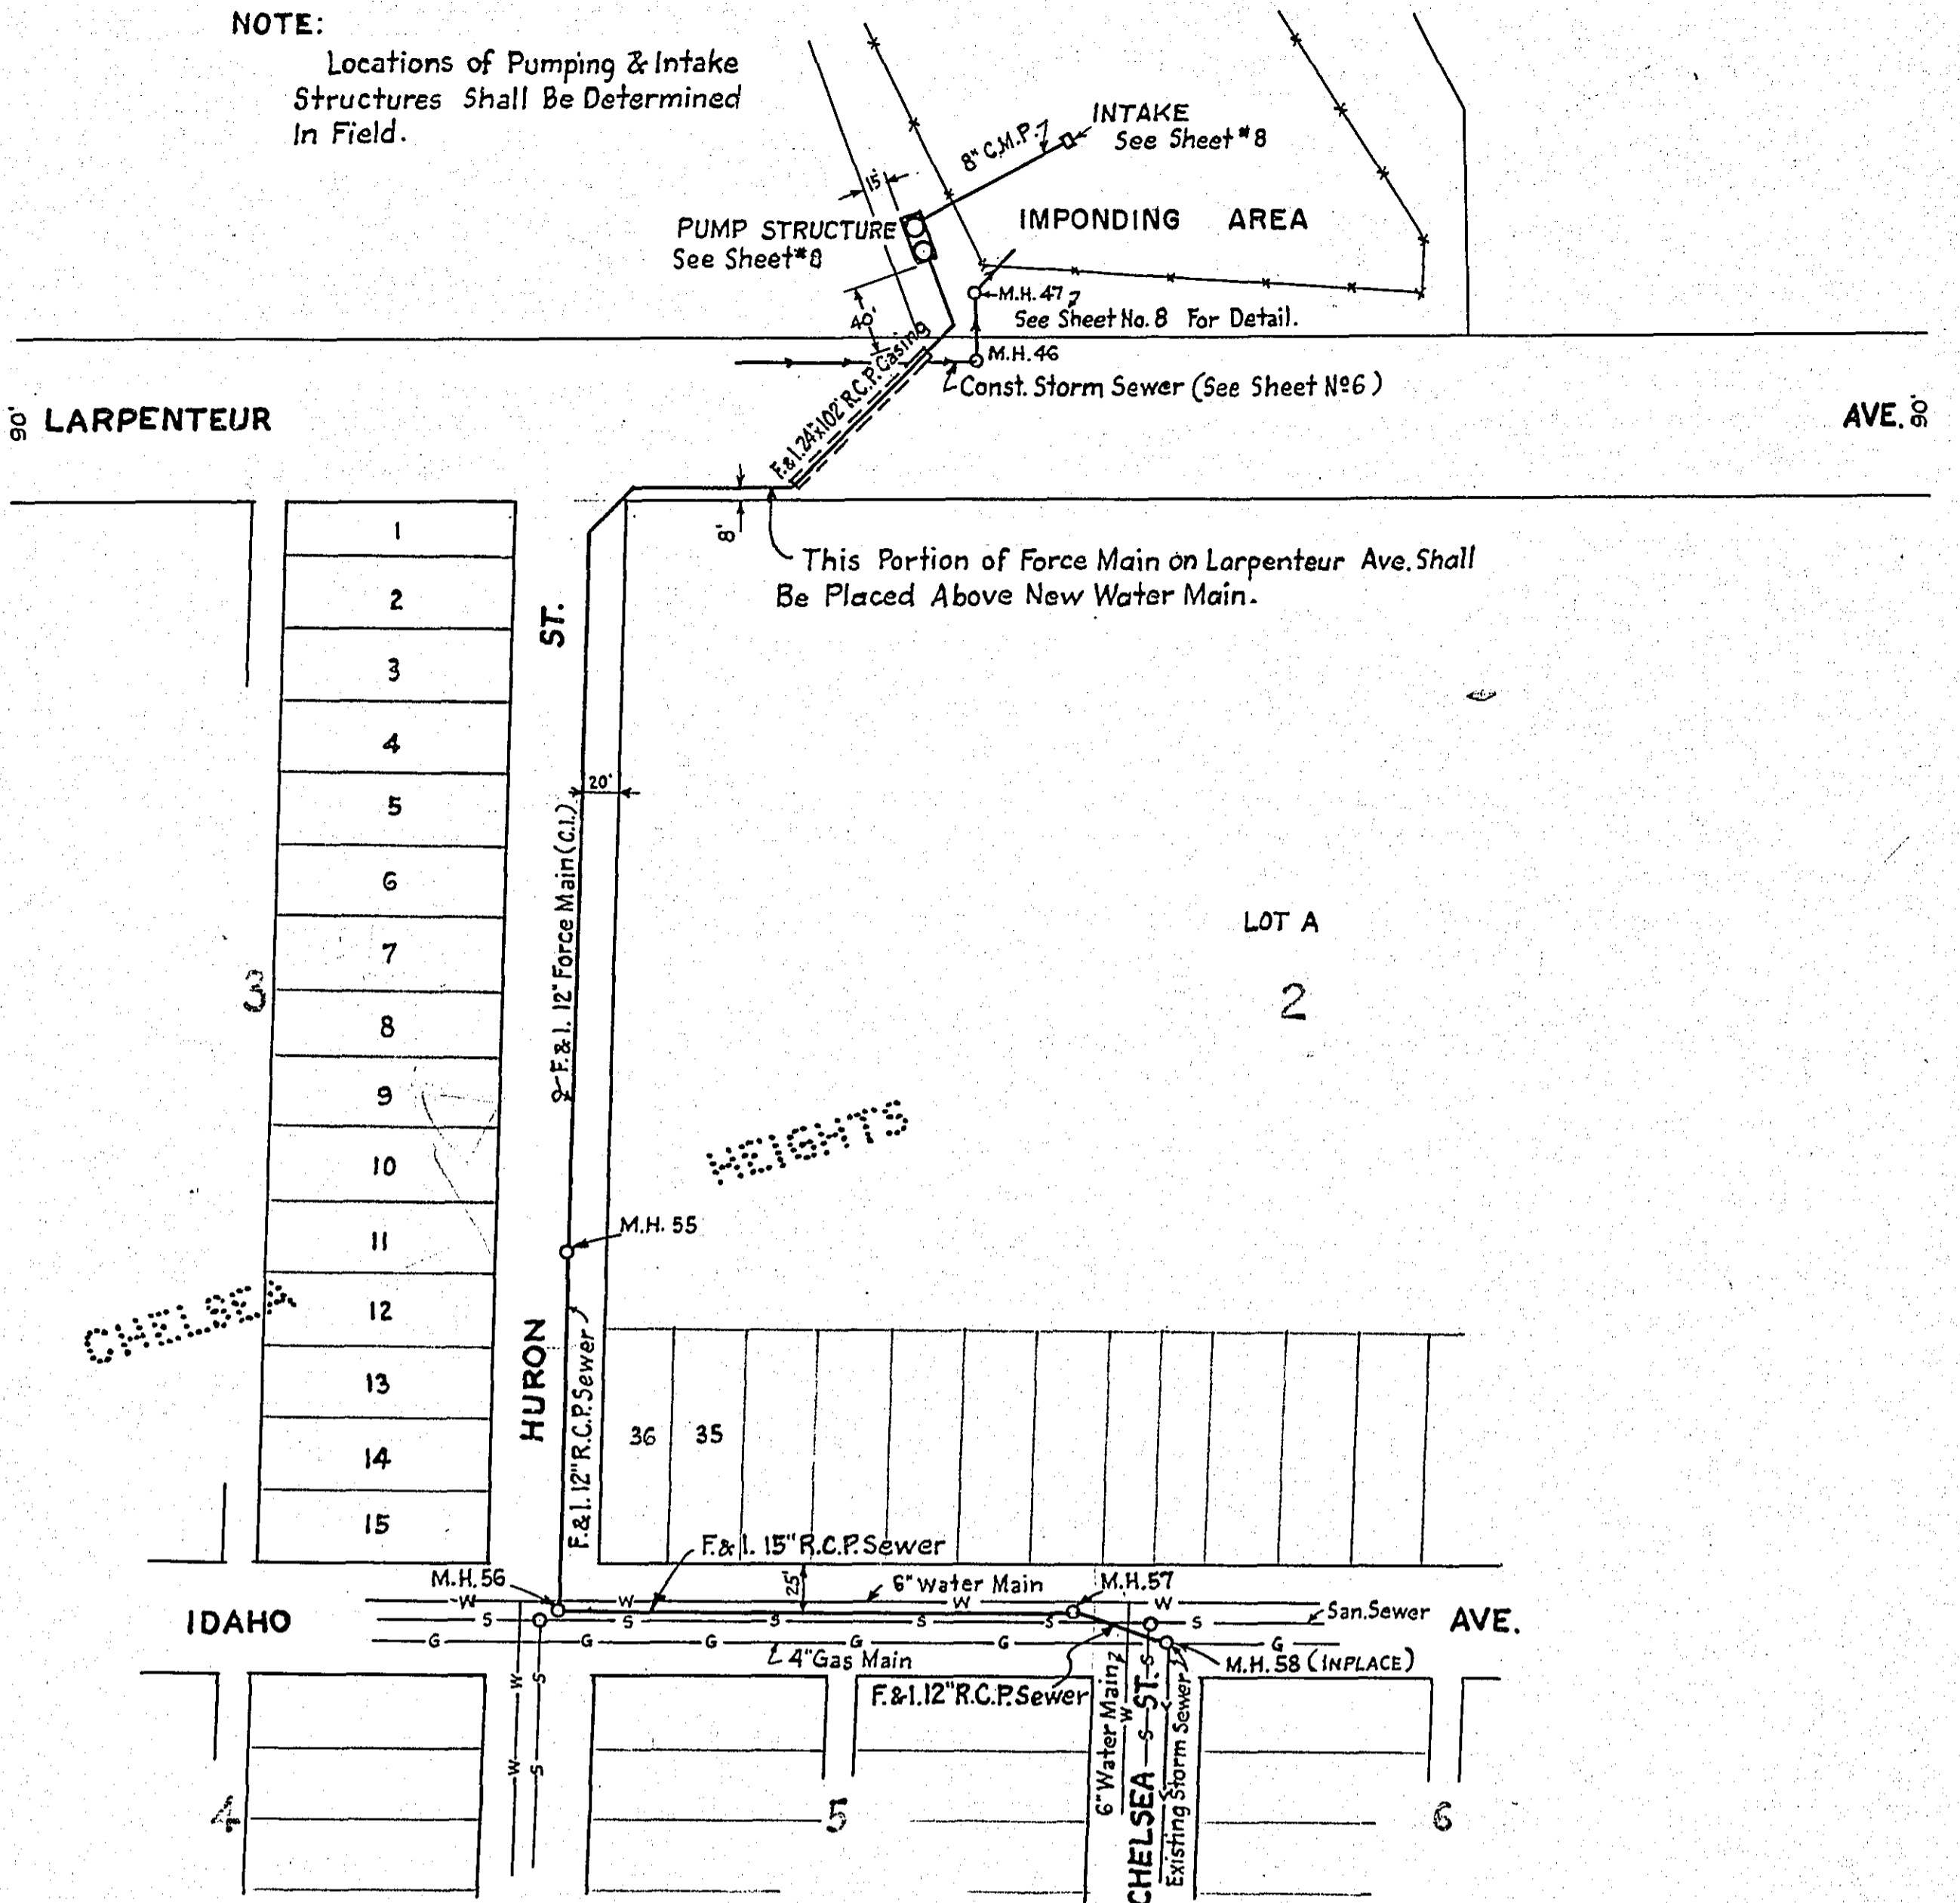 NOTE:
Locations of Pumping & Intake
Structures Shall Be Determined
In Field.
8" C.M.P.
INTAKE
See Sheet #8
15'
PUMP STRUCTURE
See Sheet #8
IMPONDING AREA
M.H. 47
See Sheet No. 8 For Detail.
40'
M.H. 46
Const. Storm Sewer (See Sheet Nº 6)
F. & I. 24" x 102' R.C.P. Casing
90'
LARPENTEUR
AVE.
90'
8'
This Portion of Force Main on Larpenteur Ave. Shall
Be Placed Above New Water Main.
1
2
3
4
5
6
7
8
9
10
11
12
13
14
15
3
ST.
20'
F. & I. 12" Force Main (C.I.)
LOT A
2
HEIGHTS
M.H. 55
CHELSEA
HURON
F. & I. 12" R.C.P. Sewer
36
35
F. & I. 15" R.C.P. Sewer
M.H. 56
25'
6" Water Main
M.H. 57
W W W W
IDAHO
S S S S S S
San. Sewer
AVE.
G G G G G G
4" Gas Main
M.H. 58 (INPLACE)
F. & I. 12" R.C.P. Sewer
W S
W S
6" Water Main
W
CHELSEA ST.
S S
Existing Storm Sewer
4
5
6